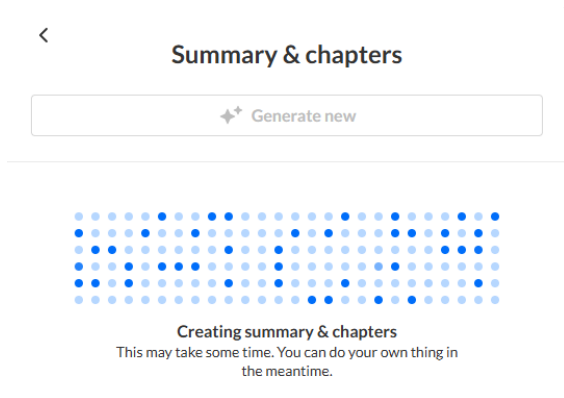 Summary & chapters
Generate new
Creating summary & chapters
This may take some time. You can do your own thing in
the meantime.